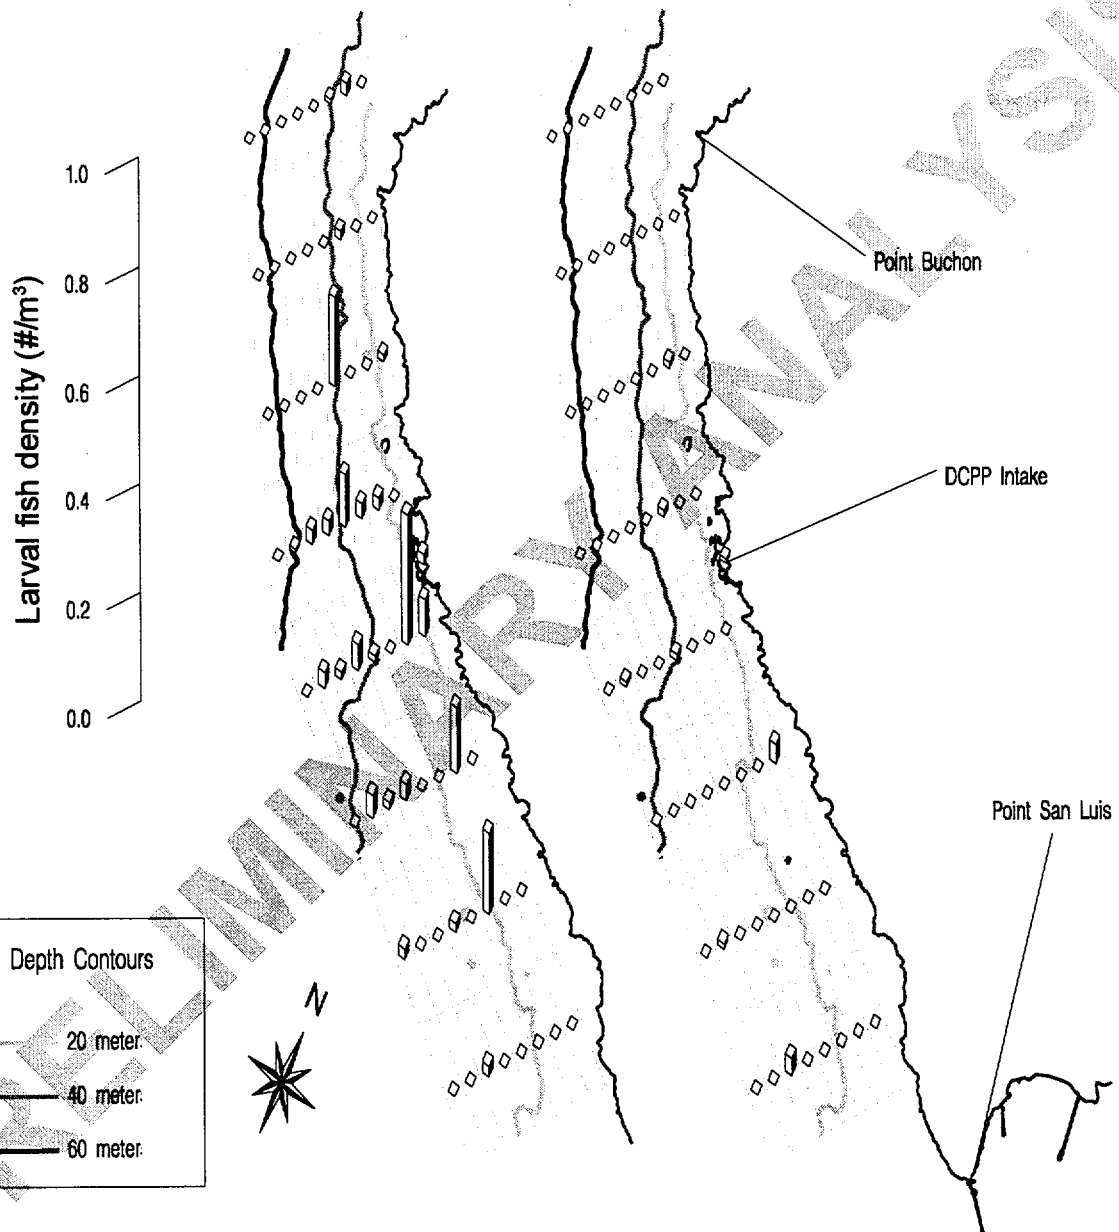 1.0
0.8
0.6
0.4
0.2
0.0
Larval fish density (#/m³)
Point Buchon
DCPP Intake
Point San Luis
Depth Contours
20 meter
40 meter
60 meter
N
RELIMINARY ANALYSIS